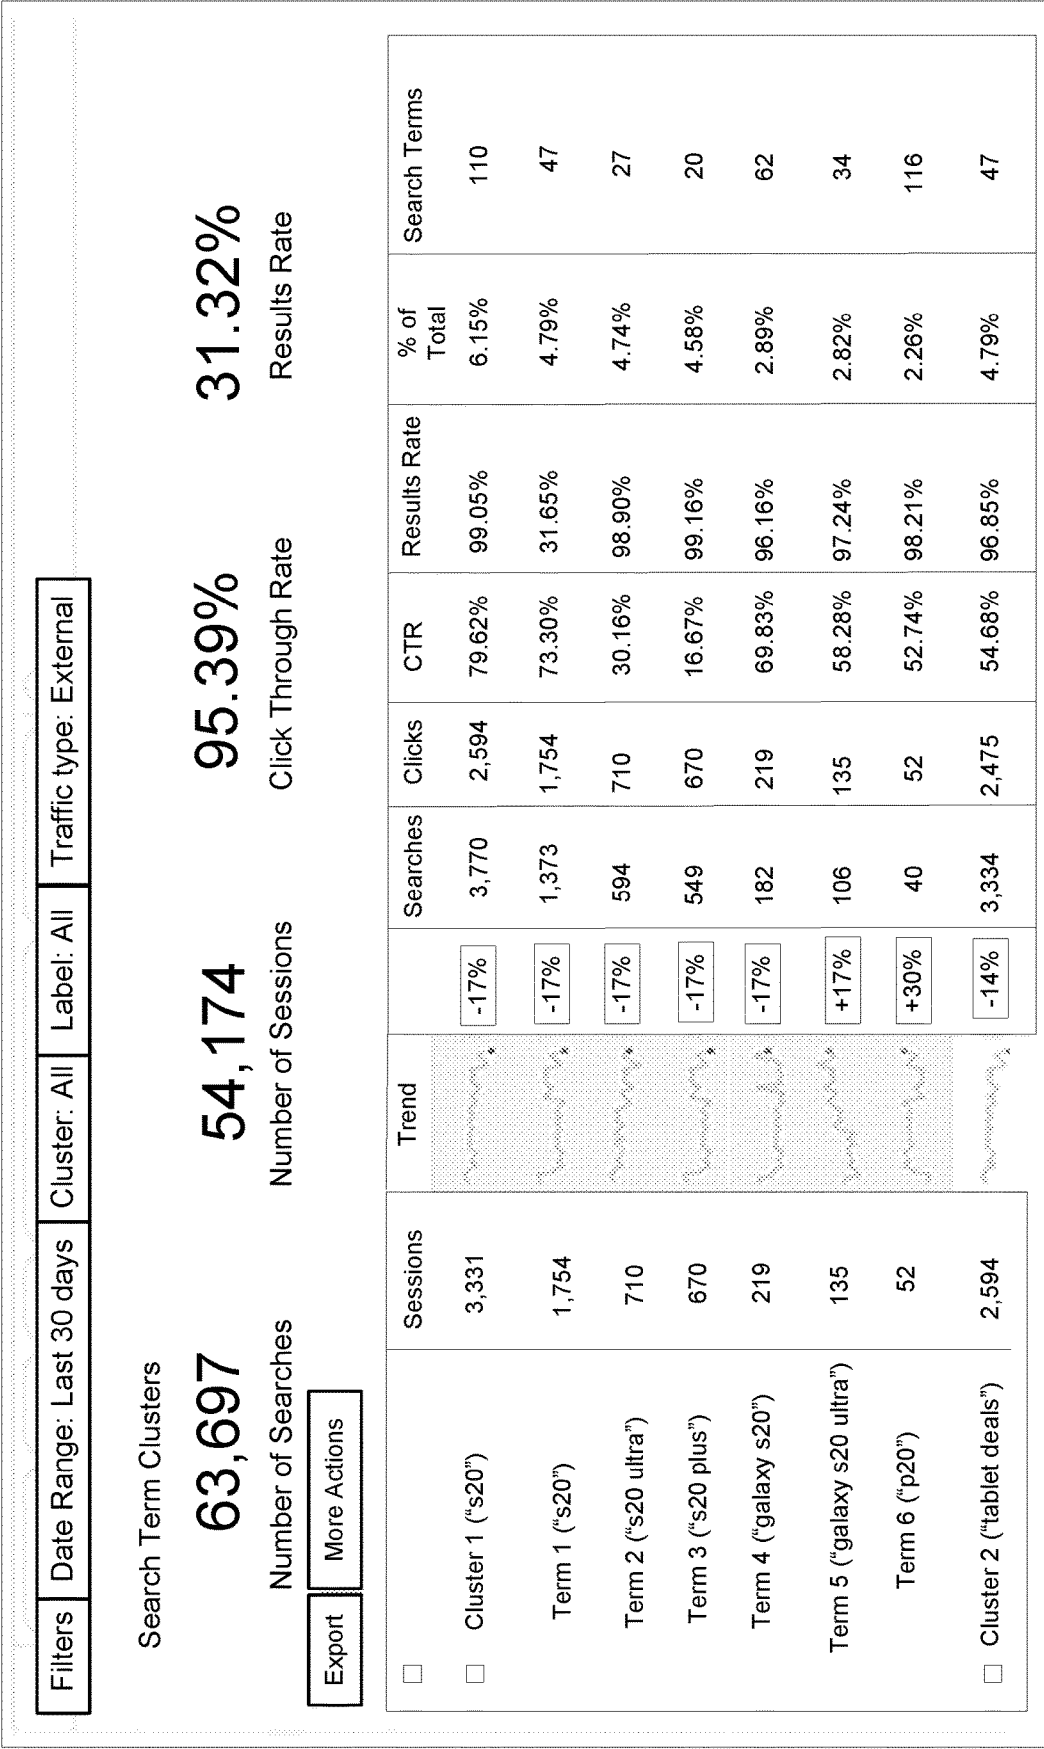 Filters Date Range: Last 30 days Cluster: All Label: All Traffic type: External
Search Term Clusters
63,697 54,174 95.39% 31.32%
Number of Searches Number of Sessions Click Through Rate Results Rate
Export More Actions
Sessions Trend Searches Clicks CTR Results Rate % of Total Search Terms
Cluster 1 (“s20”) 3,331 -17% 3,770 2,594 79.62% 99.05% 6.15% 110
Term 1 (“s20”) 1,754 -17% 1,373 1,754 73.30% 31.65% 4.79% 47
Term 2 (“s20 ultra”) 710 -17% 594 710 30.16% 98.90% 4.74% 27
Term 3 (“s20 plus”) 670 -17% 549 670 16.67% 99.16% 4.58% 20
Term 4 (“galaxy s20”) 219 -17% 182 219 69.83% 96.16% 2.89% 62
Term 5 (“galaxy s20 ultra”) 135 +17% 106 135 58.28% 97.24% 2.82% 34
Term 6 (“p20”) 52 +30% 40 52 52.74% 98.21% 2.26% 116
Cluster 2 (“tablet deals”) 2,594 -14% 3,334 2,475 54.68% 96.85% 4.79% 47